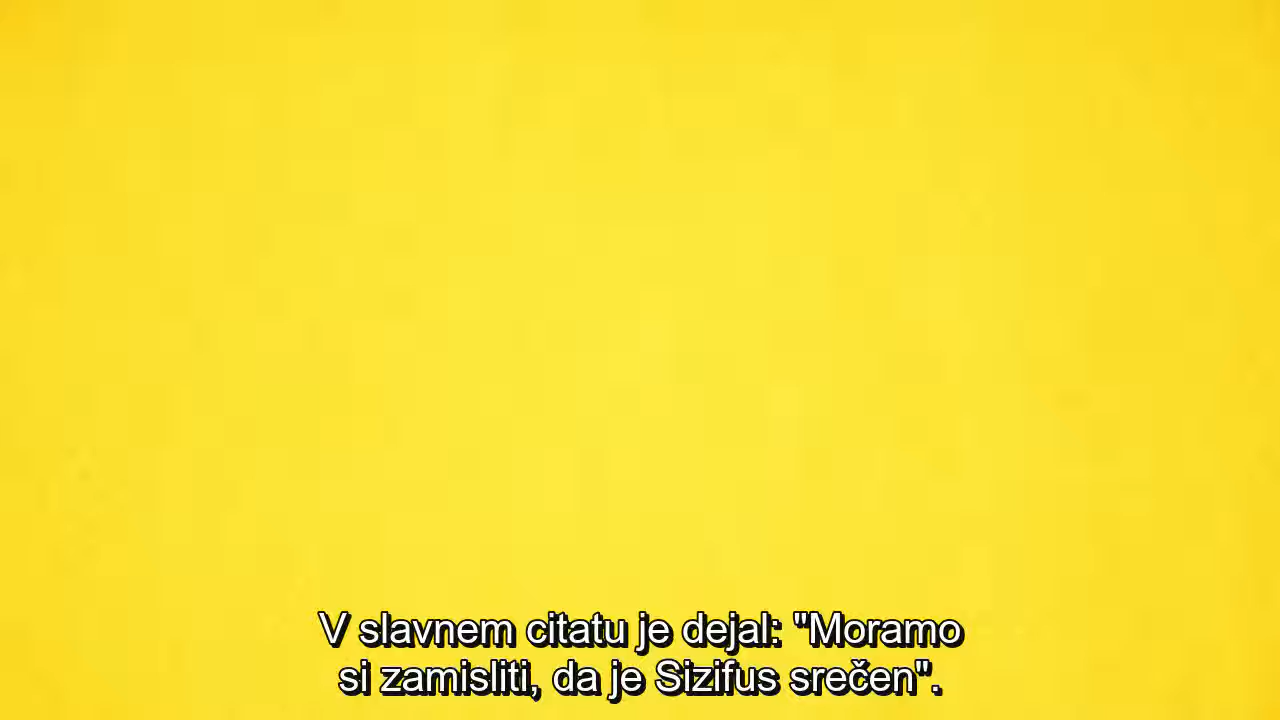 V slavnem citatu je dejal: "Moramo
si zamisliti, da je Sizifus srečen".